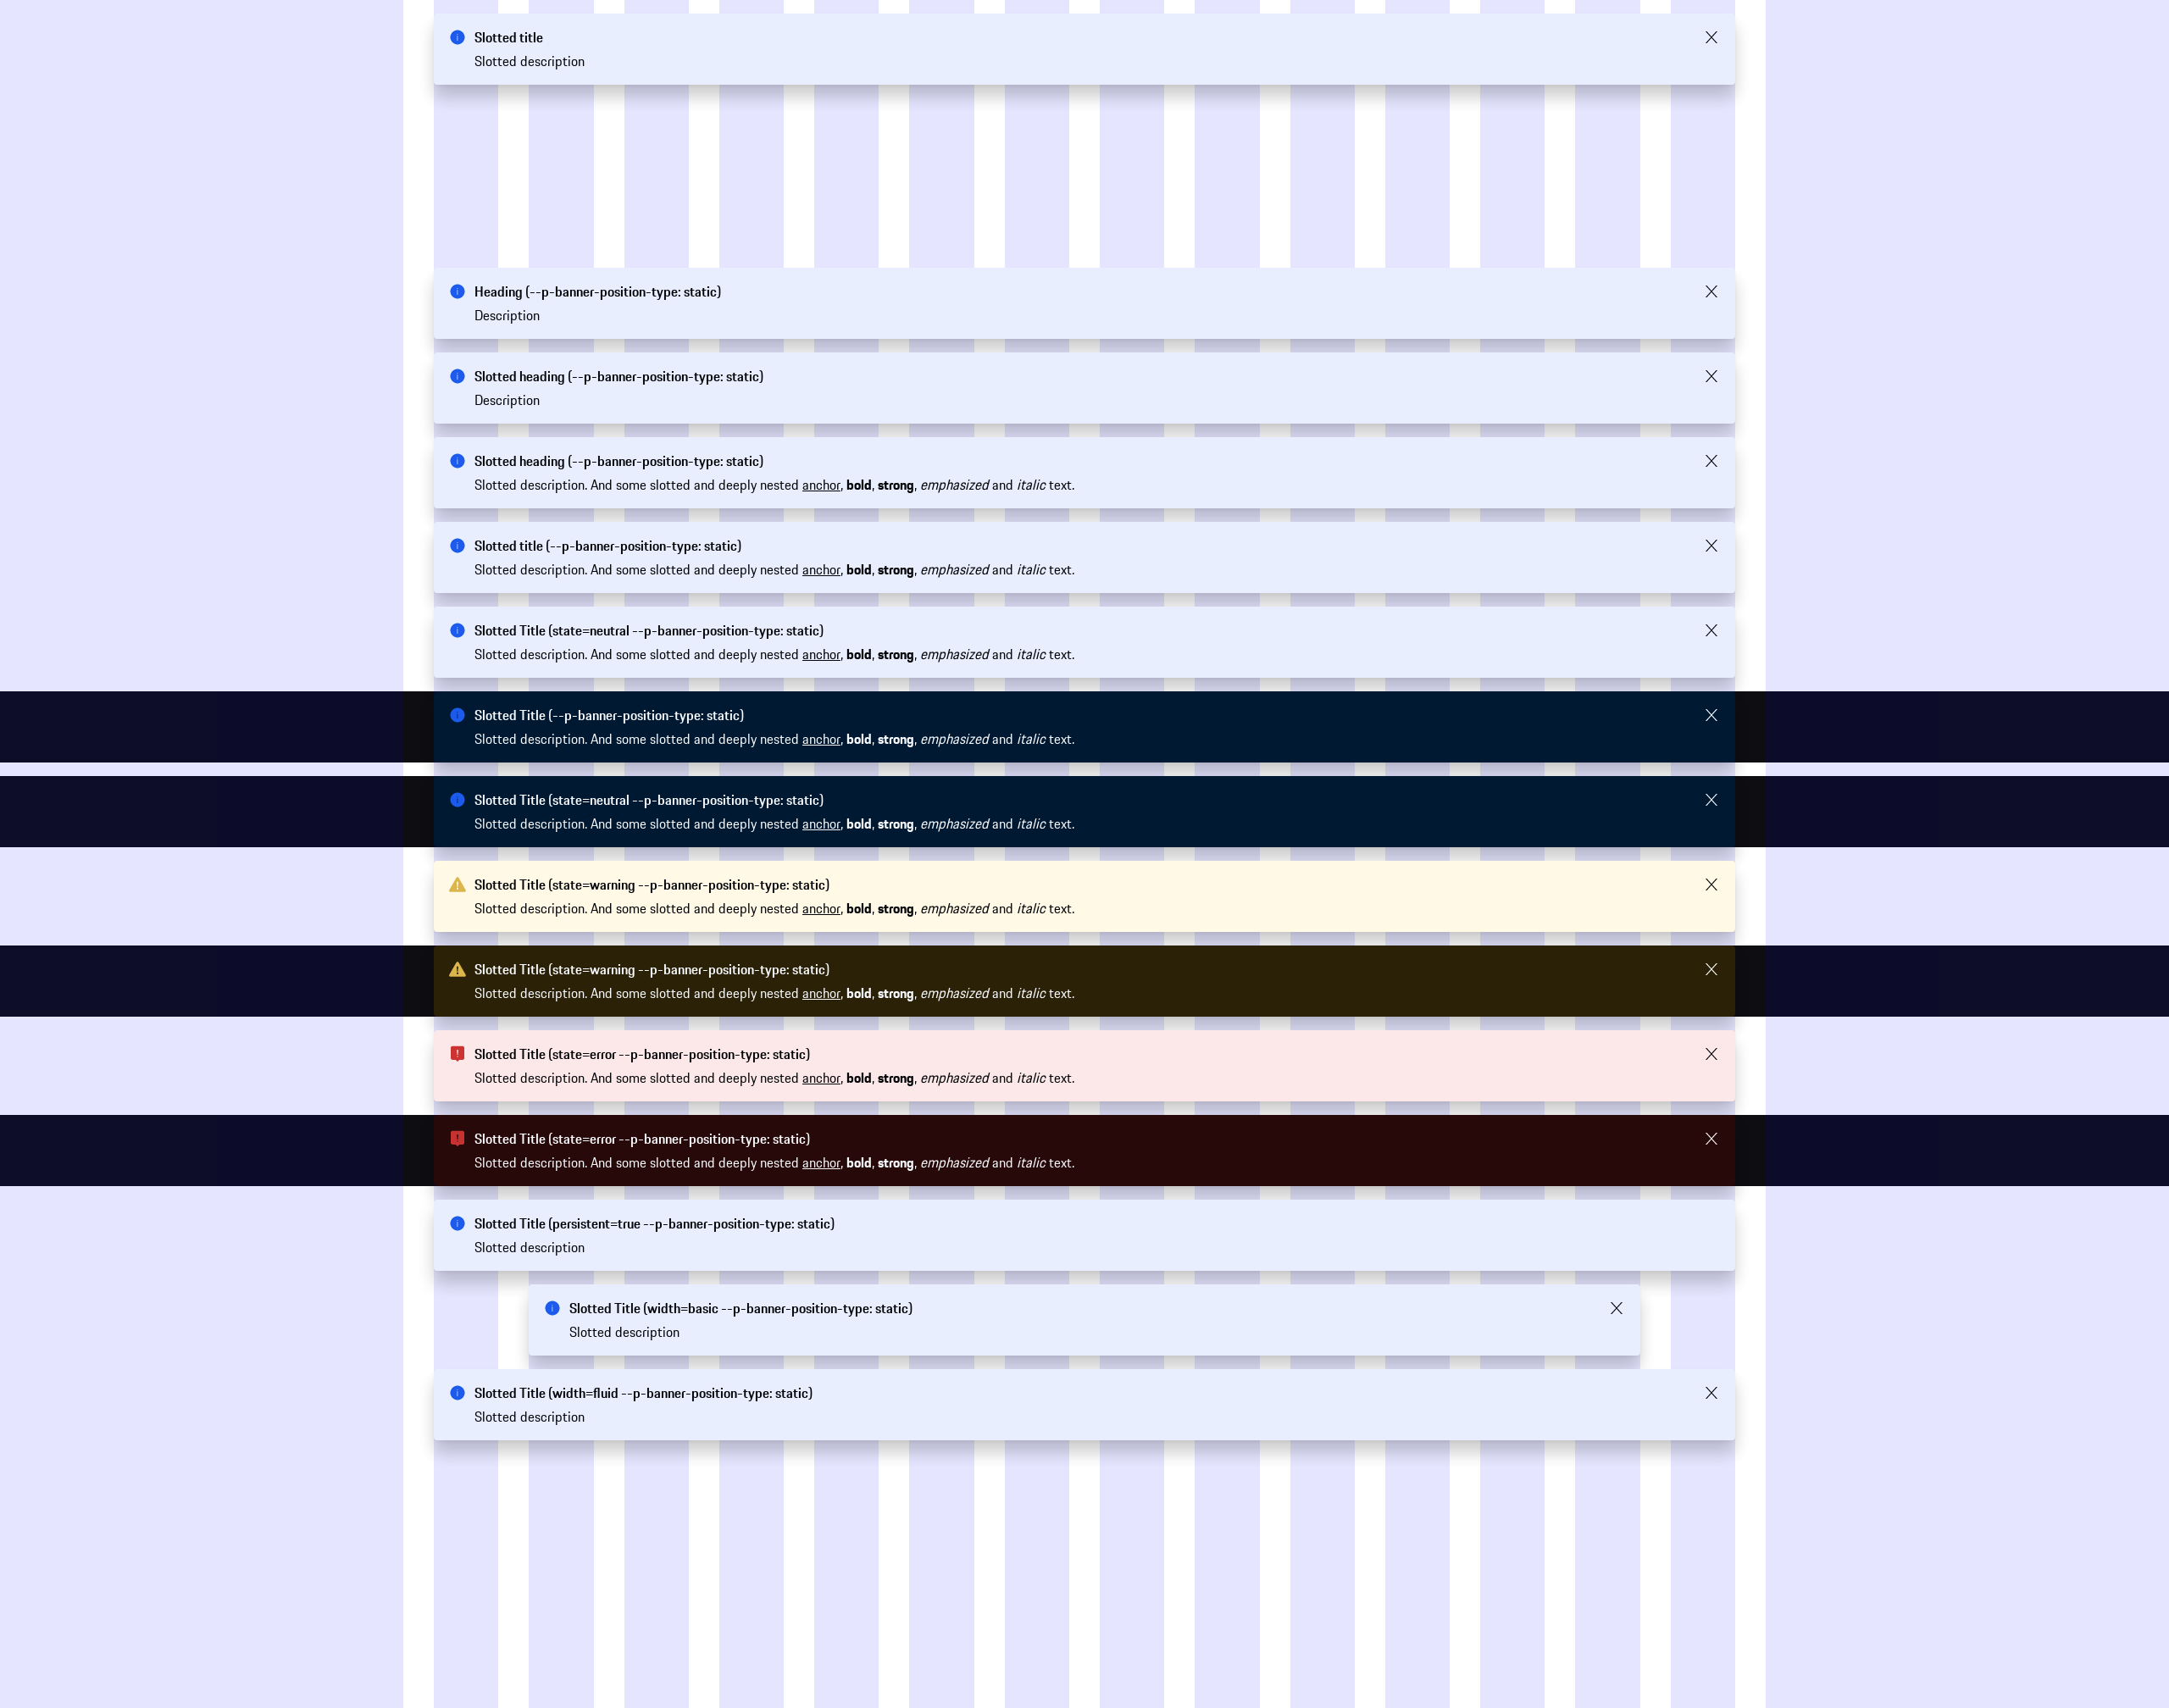 Slotted title
Slotted description
Heading (--p-banner-position-type: static)
Description
Slotted heading (--p-banner-position-type: static)
Description
Slotted heading (--p-banner-position-type: static)
Slotted description. And some slotted and deeply nested anchor, bold, strong, emphasized and italic text.
Slotted title (--p-banner-position-type: static)
Slotted description. And some slotted and deeply nested anchor, bold, strong, emphasized and italic text.
Slotted Title (state=neutral --p-banner-position-type: static)
Slotted description. And some slotted and deeply nested anchor, bold, strong, emphasized and italic text.
Slotted Title (--p-banner-position-type: static)
Slotted description. And some slotted and deeply nested anchor, bold, strong, emphasized and italic text.
Slotted Title (state=neutral --p-banner-position-type: static)
Slotted description. And some slotted and deeply nested anchor, bold, strong, emphasized and italic text.
Slotted Title (state=warning --p-banner-position-type: static)
Slotted description. And some slotted and deeply nested anchor, bold, strong, emphasized and italic text.
Slotted Title (state=warning --p-banner-position-type: static)
Slotted description. And some slotted and deeply nested anchor, bold, strong, emphasized and italic text.
Slotted Title (state=error --p-banner-position-type: static)
Slotted description. And some slotted and deeply nested anchor, bold, strong, emphasized and italic text.
Slotted Title (state=error --p-banner-position-type: static)
Slotted description. And some slotted and deeply nested anchor, bold, strong, emphasized and italic text.
Slotted Title (persistent=true --p-banner-position-type: static)
Slotted description
Slotted Title (width=basic --p-banner-position-type: static)
Slotted description
Slotted Title (width=fluid --p-banner-position-type: static)
Slotted description